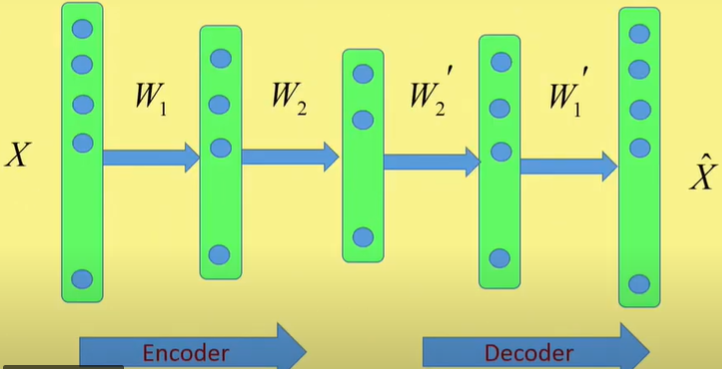 X
W₁
W₂
W₂′
W₁′
X̂
Encoder
Decoder